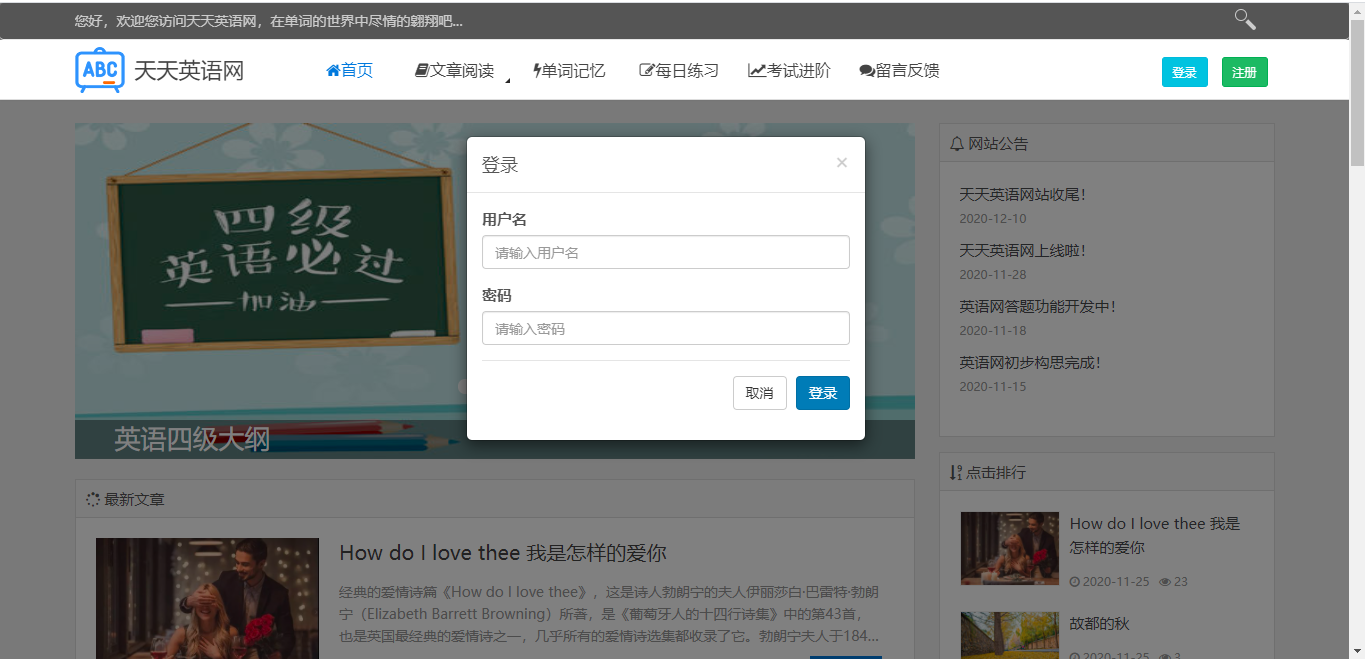 您好，欢迎您访问天天英语网，在单词的世界中尽情的翱翔吧...
ABC 天天英语网
首页 文章阅读 单词记忆 每日练习 考试进阶 留言反馈
登录 注册
四级
英语必过
加油
英语四级大纲
登录 ×
用户名
请输入用户名
密码
请输入密码
取消 登录
网站公告
天天英语网站收尾！
2020-12-10
天天英语网上线啦！
2020-11-28
英语网答题功能开发中！
2020-11-18
英语网初步构思完成！
2020-11-15
最新文章
How do I love thee 我是怎样的爱你
经典的爱情诗篇《How do I love thee》，这是诗人勃朗宁的夫人伊丽莎白·巴雷特·勃朗
宁（Elizabeth Barrett Browning）所著，是《葡萄牙人的十四行诗集》中的第43首，
也是英国最经典的爱情诗之一，几乎所有的爱情诗选集都收录了它。勃朗宁夫人于184...
点击排行
How do I love thee 我是
怎样的爱你
2020-11-25 23
故都的秋
2020-11-25 3